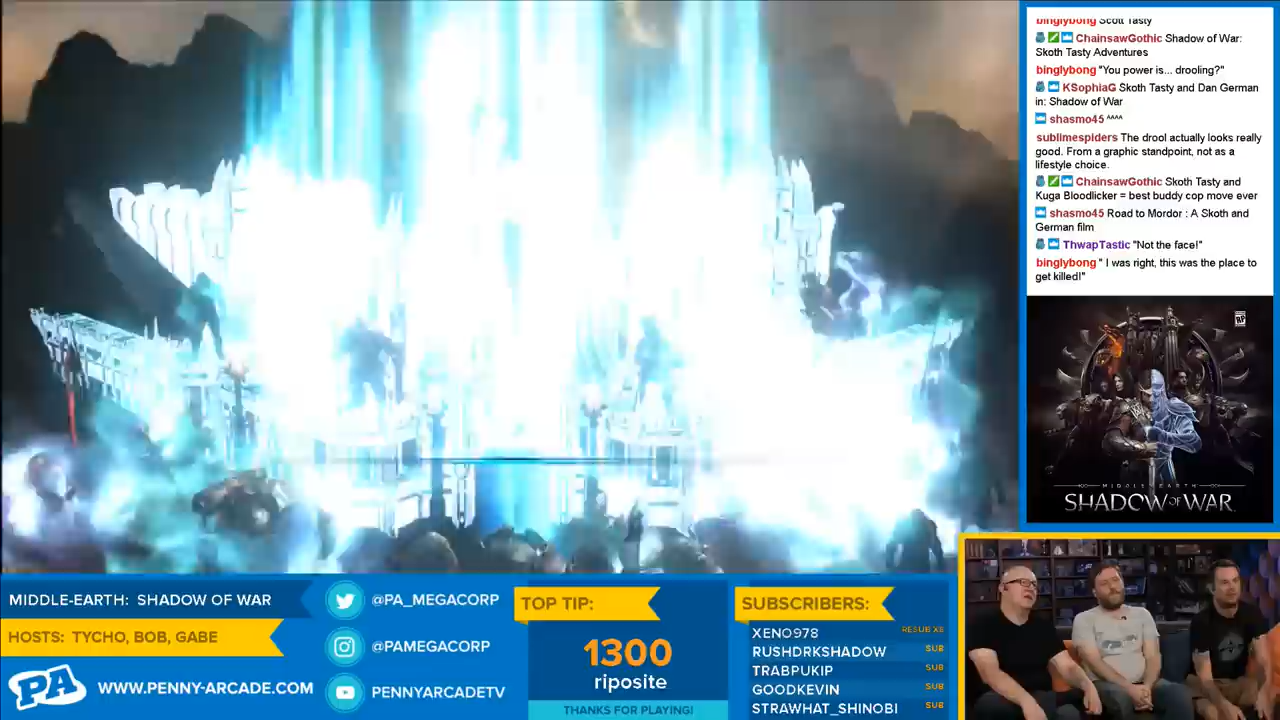 binglybong Scott Tasty
ChainsawGothic Shadow of War:
Skoth Tasty Adventures
binglybong "You power is... drooling?"
KSophiaG Skoth Tasty and Dan German
in: Shadow of War
shasmo45 ^^^^
sublimespiders The drool actually looks really
good. From a graphic standpoint, not as a
lifestyle choice.
ChainsawGothic Skoth Tasty and
Kuga Bloodlicker = best buddy cop move ever
shasmo45 Road to Mordor : A Skoth and
German film
ThwapTastic "Not the face!"
binglybong " I was right, this was the place to
get killed!"
MIDDLE-EARTH
SHADOW OF WAR
MIDDLE-EARTH: SHADOW OF WAR
HOSTS: TYCHO, BOB, GABE
PA
WWW.PENNY-ARCADE.COM
@PA_MEGACORP
@PAMEGACORP
PENNYARCADETV
TOP TIP:
1300
riposite
THANKS FOR PLAYING!
SUBSCRIBERS:
XENO978 RESUB X8
RUSHDRKSHADOW SUB
TRABPUKIP SUB
GOODKEVIN SUB
STRAWHAT_SHINOBI SUB